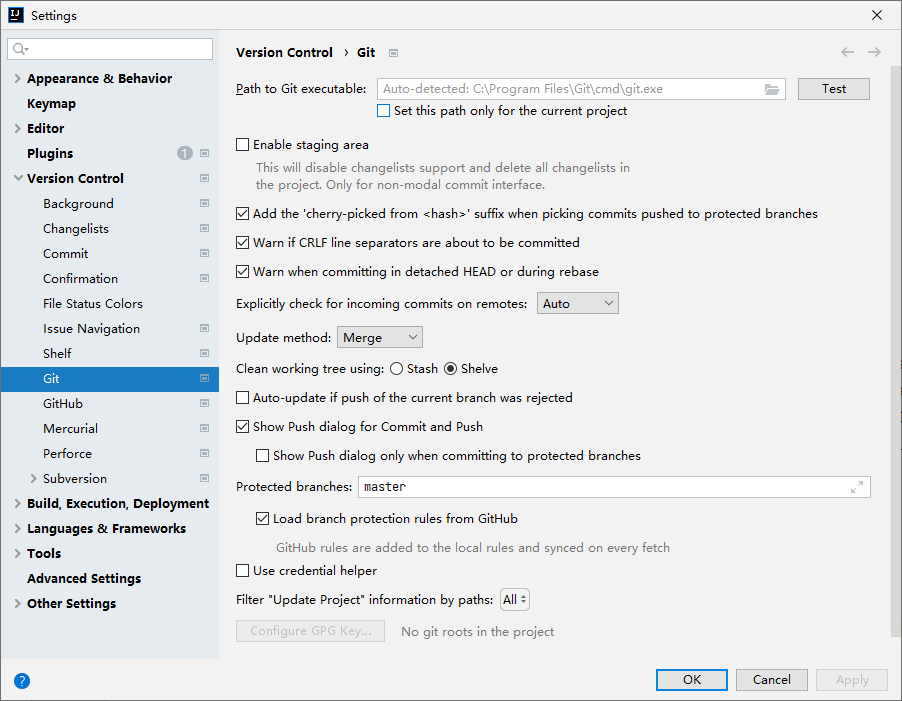 Settings
Appearance & Behavior
Keymap
Editor
Plugins 1
Version Control
Background
Changelists
Commit
Confirmation
File Status Colors
Issue Navigation
Shelf
Git
GitHub
Mercurial
Perforce
Subversion
Build, Execution, Deployment
Languages & Frameworks
Tools
Advanced Settings
Other Settings
?
Version Control › Git
Path to Git executable: Auto-detected: C:\Program Files\Git\cmd\git.exe Test
Set this path only for the current project
Enable staging area
This will disable changelists support and delete all changelists in
the project. Only for non-modal commit interface.
Add the 'cherry-picked from <hash>' suffix when picking commits pushed to protected branches
Warn if CRLF line separators are about to be committed
Warn when committing in detached HEAD or during rebase
Explicitly check for incoming commits on remotes: Auto
Update method: Merge
Clean working tree using: Stash Shelve
Auto-update if push of the current branch was rejected
Show Push dialog for Commit and Push
Show Push dialog only when committing to protected branches
Protected branches: master
Load branch protection rules from GitHub
GitHub rules are added to the local rules and synced on every fetch
Use credential helper
Filter "Update Project" information by paths: All
Configure GPG Key... No git roots in the project
OK Cancel Apply